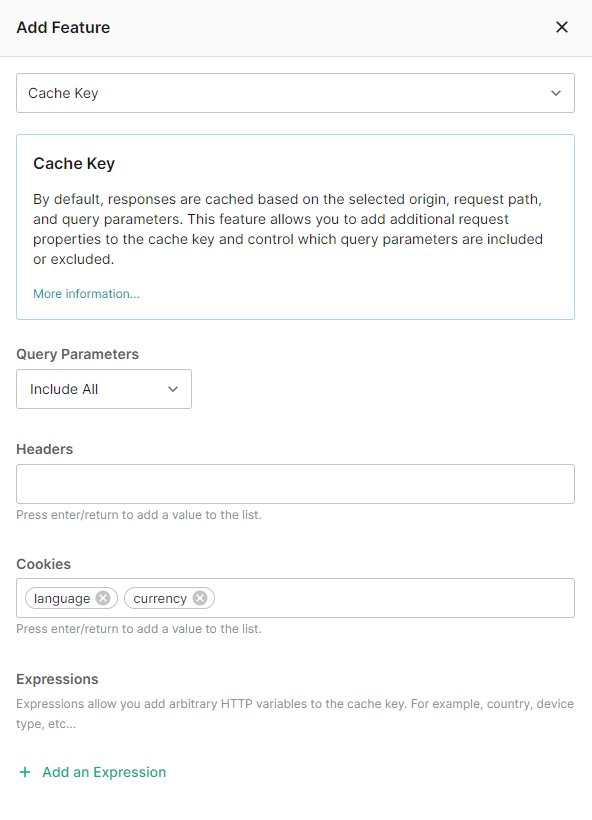 Add Feature
Cache Key
Cache Key
By default, responses are cached based on the selected origin, request path,
and query parameters. This feature allows you to add additional request
properties to the cache key and control which query parameters are included
or excluded.
More information...
Query Parameters
Include All
Headers
Press enter/return to add a value to the list.
Cookies
language currency
Press enter/return to add a value to the list.
Expressions
Expressions allow you add arbitrary HTTP variables to the cache key. For example, country, device
type, etc...
+ Add an Expression